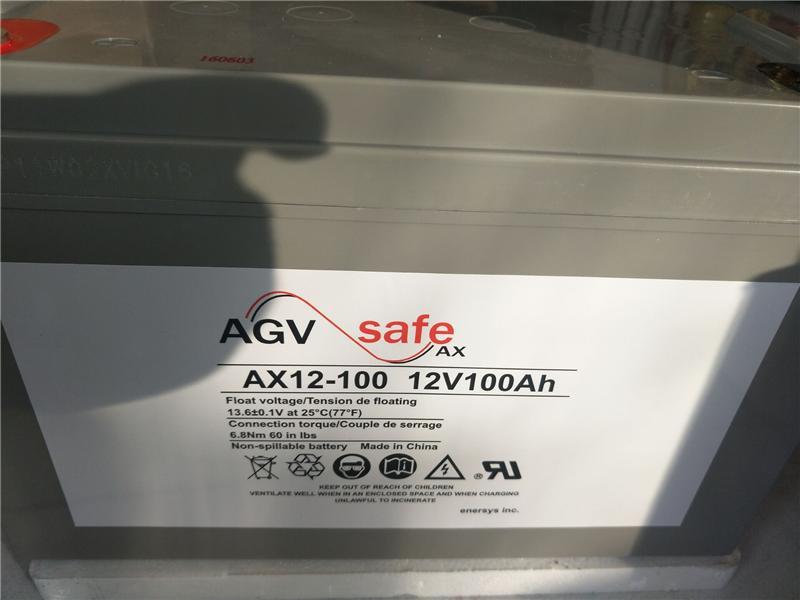 160603
AGV safe
AX
AX12-100 12V100Ah
Float voltage/Tension de floating
13.6±0.1V at 25°C(77°F)
Connection torque/Couple de serrage
6.8Nm 60 in lbs
Non-spillable battery Made in China
KEEP OUT OF REACH OF CHILDREN
VENTILATE WELL WHEN IN AN ENCLOSED SPACE AND WHEN CHARGING
UNLAWFUL TO INCINERATE
enersys inc.